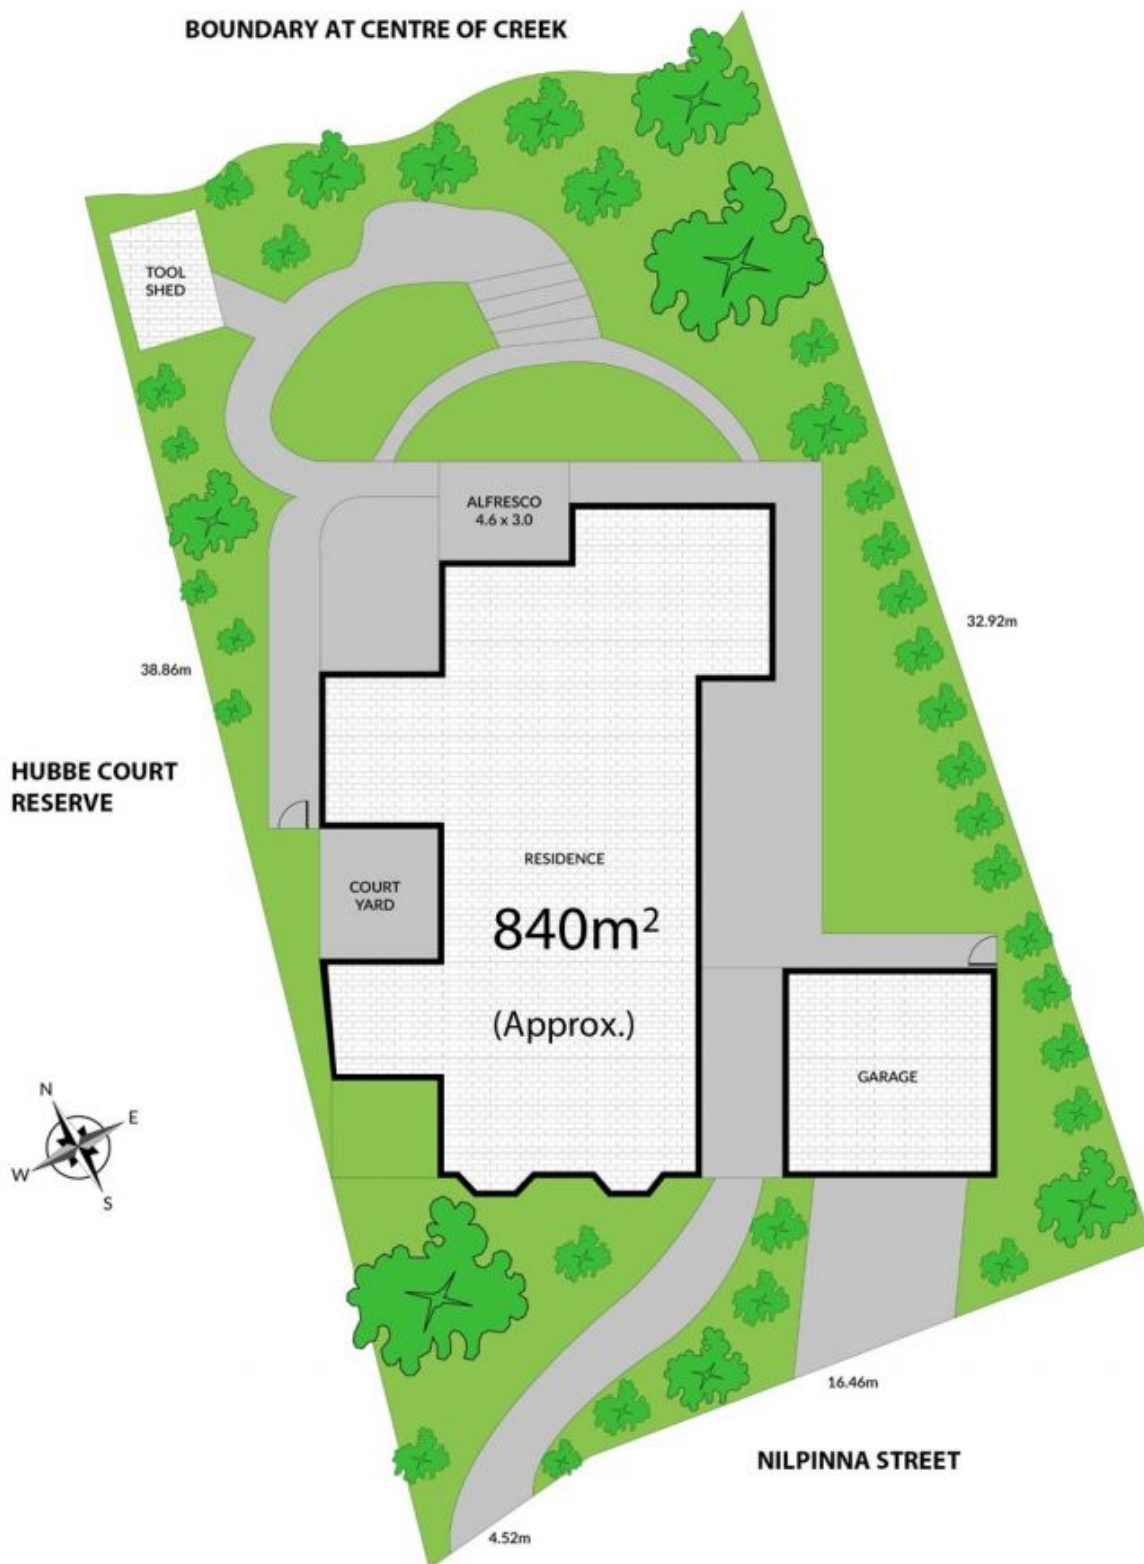 BOUNDARY AT CENTRE OF CREEK
TOOL
SHED
ALFRESCO
4.6 x 3.0
32.92m
38.86m
HUBBE COURT
RESERVE
RESIDENCE
COURT
YARD
840m²
(Approx.)
GARAGE
N
E
W
S
16.46m
NILPINNA STREET
4.52m